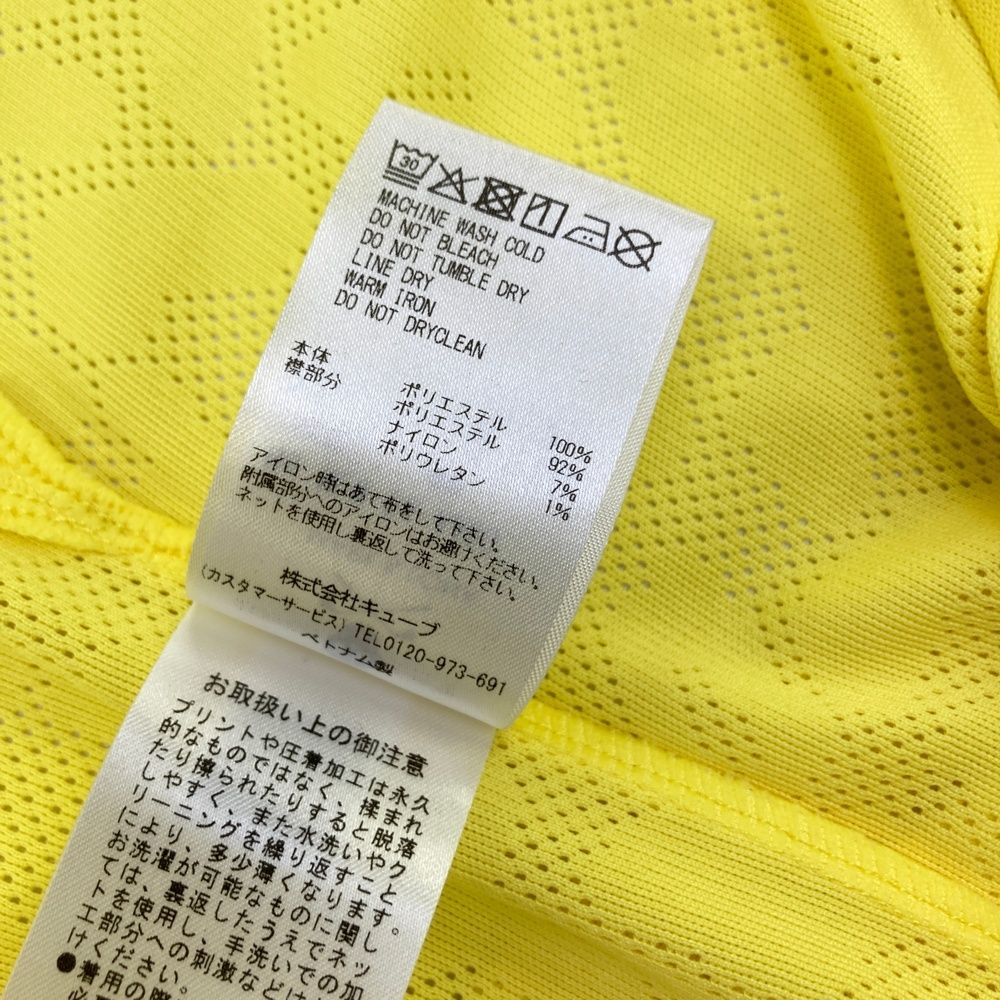 30
MACHINE WASH COLD
DO NOT BLEACH
DO NOT TUMBLE DRY
LINE DRY
WARM IRON
DO NOT DRYCLEAN
本体 ポリエステル 100%
襟部分 ポリエステル 92%
ナイロン 7%
ポリウレタン 1%
アイロン時はあて布をして下さい。
附属部分へのアイロンはお避けください。
ネットを使用し裏返して洗って下さい。
株式会社キューブ
(カスタマーサービス) TEL0120-973-691
ベトナム製
お取扱い上の御注意
プリントや圧着加工は永久
的なものではなく、揉まれ
たり擦られたりすると脱落
しやすく、また水洗いやク
リーニングを繰り返すこと
により、多少薄くなります。
お洗濯が可能なものに関し
ては、裏返したうえでネッ
トを使用し、手洗いでの加
工部分への刺激などは
けください。
●着用の際